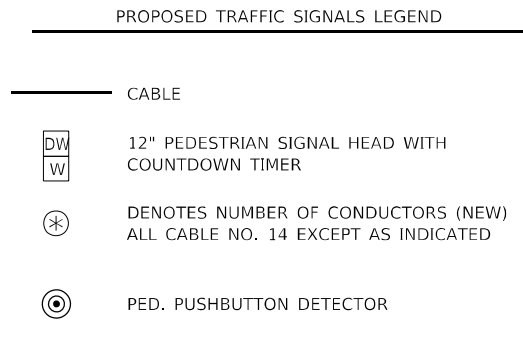 PROPOSED TRAFFIC SIGNALS LEGEND
CABLE
DW
W
12" PEDESTRIAN SIGNAL HEAD WITH
COUNTDOWN TIMER
DENOTES NUMBER OF CONDUCTORS (NEW)
ALL CABLE NO. 14 EXCEPT AS INDICATED
PED. PUSHBUTTON DETECTOR